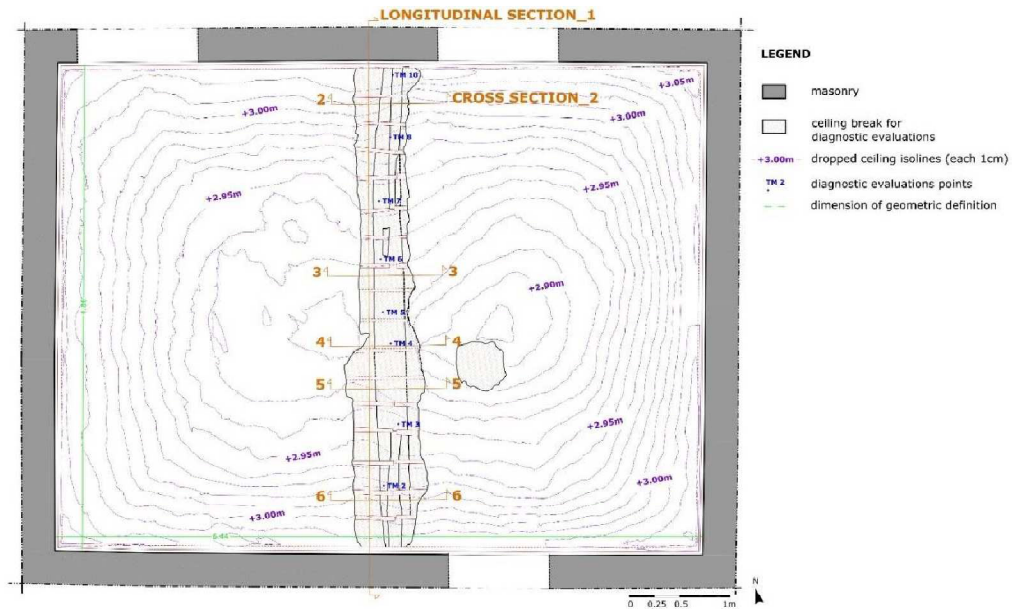 LONGITUDINAL SECTION_1
TM 10
+3.05m
2 CROSS SECTION_2
+3.00m
+3.00m
TM 8
+2.95m
+2.95m
TM 7
TM 6
3 3
+2.00m
TM 5
4 4
TM 4
5 5
TM 3
+2.95m
+2.95m
TM 2
+3.00m
6 6
+3.00m
LEGEND
masonry
ceiling break for
diagnostic evaluations
+3.00m dropped ceiling isolines (each 1cm)
TM 2 diagnostic evaluations points
dimension of geometric definition
N
0 0.25 0.5 1m